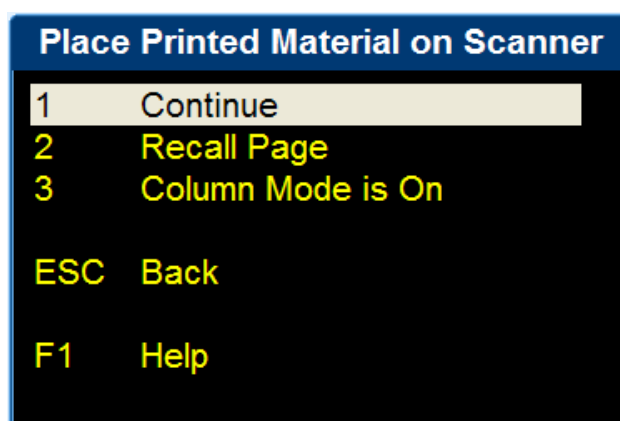 Place Printed Material on Scanner
1 Continue
2 Recall Page
3 Column Mode is On
ESC Back
F1 Help